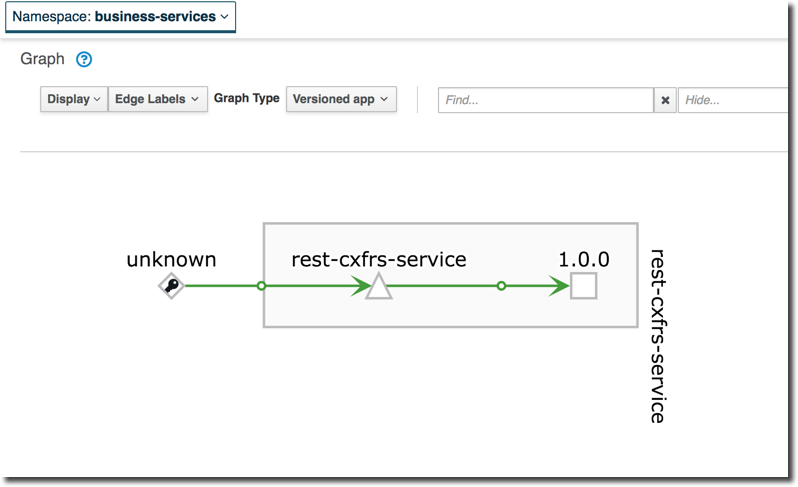 Namespace: business-services
Graph
Display Edge Labels Graph Type Versioned app Find... Hide...
unknown rest-cxfrs-service 1.0.0
rest-cxfrs-service